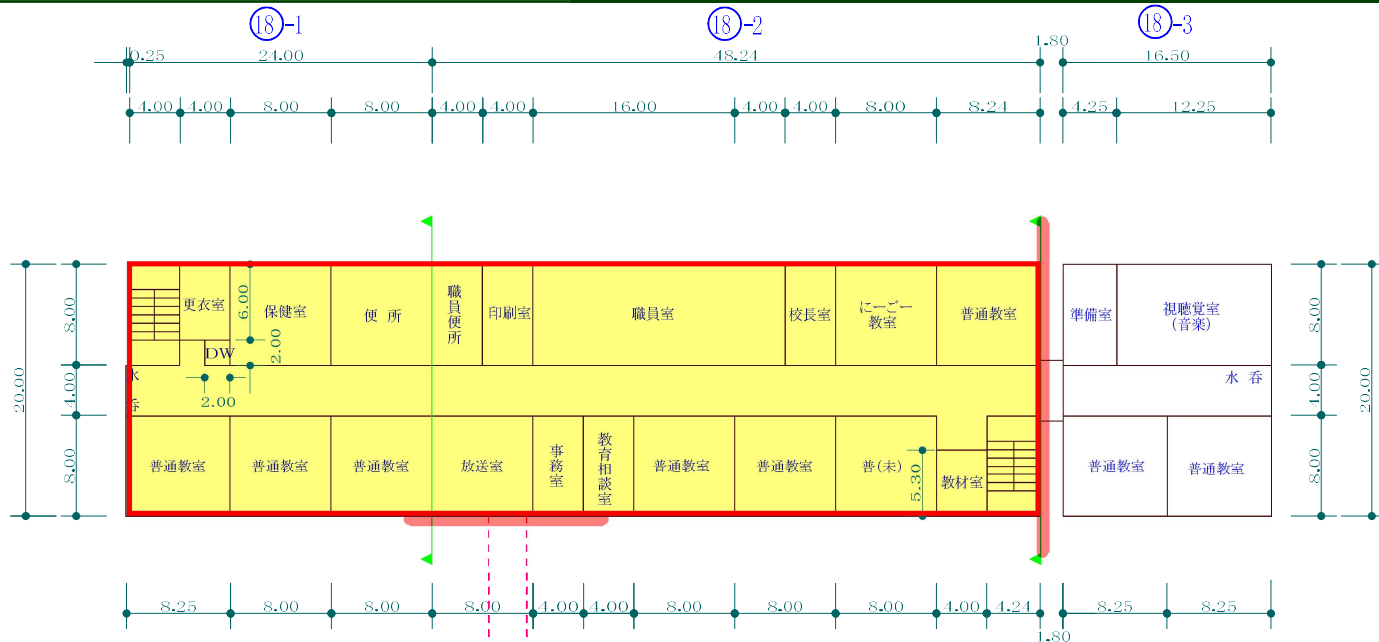 ⑱-1
⑱-2
⑱-3
0.25
24.00
48.24
1.80
16.50
4.00
4.00
8.00
8.00
4.00
4.00
16.00
4.00
4.00
8.00
8.24
4.25
12.25
更衣室
保健室
便 所
職員便所
印刷室
職員室
校長室
にーごー
教室
普通教室
準備室
視聴覚室
(音楽)
6.00
2.00
DW
2.00
水
呑
水 呑
20.00
8.00
4.00
8.00
8.00
4.00
8.00
20.00
普通教室
普通教室
普通教室
放送室
事務室
教育相談室
普通教室
普通教室
普(未)
5.30
教材室
普通教室
普通教室
8.25
8.00
8.00
8.00
4.00
4.00
8.00
8.00
8.00
4.00
4.24
1.80
8.25
8.25